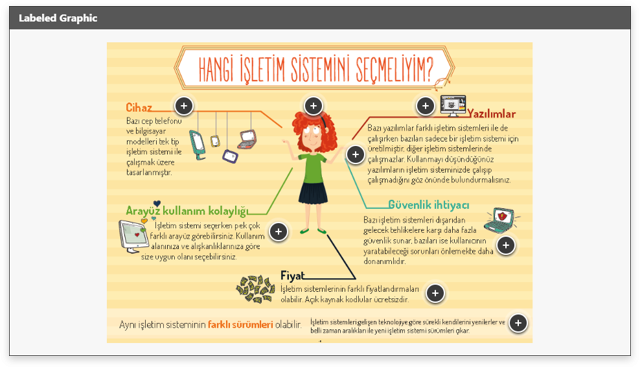 Labeled Graphic
HANGİ İŞLETİM SİSTEMİNİ SEÇMELİYİM?
Cihaz
Bazı cep telefonu
ve bilgisayar
modelleri tek tip
işletim sistemi ile
çalışmak üzere
tasarlanmıştır.
Yazılımlar
Bazı yazılımlar farklı işletim sistemleri ile de
çalışırken bazıları sadece bir işletim sistemi için
üretilmiştir, diğer işletim sistemlerinde
çalışmazlar. Kullanmayı düşündüğünüz
yazılımların işletim sisteminizde çalışıp
çalışmadığını göz önünde bulundurmalısınız.
Arayüz kullanım kolaylığı
İşletim sistemi seçerken pek çok
farklı arayüz görebilirsiniz. Kullanım
alanınıza ve alışkanlıklarınıza göre
size uygun olanı seçebilirsiniz.
Güvenlik ihtiyacı
Bazı işletim sistemleri dışarıdan
gelecek tehlikelere karşı daha fazla
güvenlik sunar, bazıları ise kullanıcının
yaratabileceği sorunları önlemekte daha
donanımlıdır.
Fiyat
İşletim sistemlerinin farklı fiyatlandırmaları
olabilir. Açık kaynak kodlular ücretsizdir.
Aynı işletim sisteminin farklı sürümleri olabilir.
İşletim sistemleri gelişen teknolojiye göre sürekli kendilerini yenilerler ve
belli zaman aralıkları ile yeni işletim sistemi sürümleri çıkar.